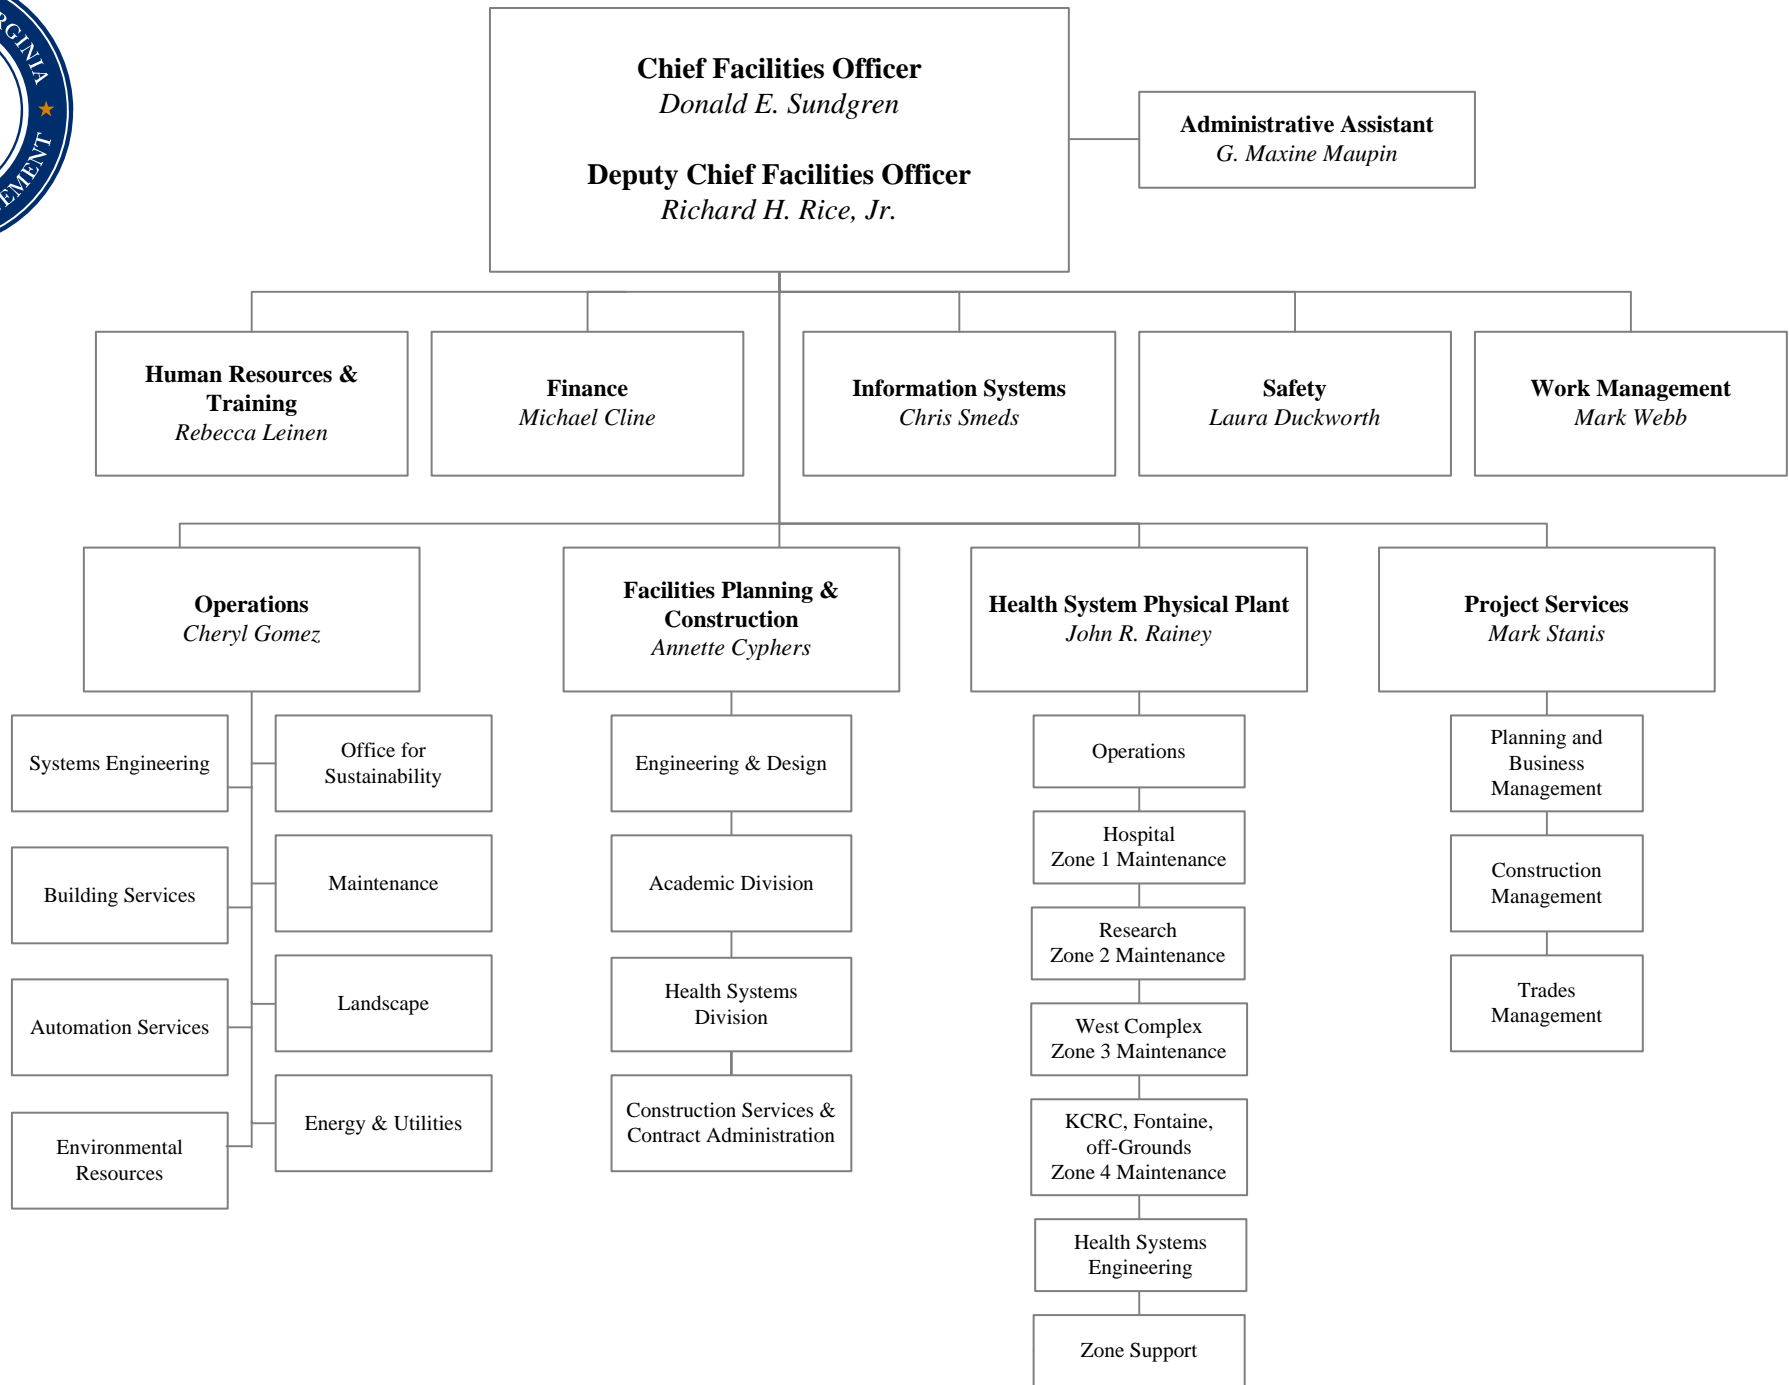 RGINIA
EMENT
Chief Facilities Officer
Donald E. Sundgren
Deputy Chief Facilities Officer
Richard H. Rice, Jr.
Administrative Assistant
G. Maxine Maupin
Human Resources &
Training
Rebecca Leinen
Finance
Michael Cline
Information Systems
Chris Smeds
Safety
Laura Duckworth
Work Management
Mark Webb
Operations
Cheryl Gomez
Facilities Planning &
Construction
Annette Cyphers
Health System Physical Plant
John R. Rainey
Project Services
Mark Stanis
Systems Engineering
Building Services
Automation Services
Environmental
Resources
Office for
Sustainability
Maintenance
Landscape
Energy & Utilities
Engineering & Design
Academic Division
Health Systems
Division
Construction Services &
Contract Administration
Operations
Hospital
Zone 1 Maintenance
Research
Zone 2 Maintenance
West Complex
Zone 3 Maintenance
KCRC, Fontaine,
off-Grounds
Zone 4 Maintenance
Health Systems
Engineering
Zone Support
Planning and
Business
Management
Construction
Management
Trades
Management